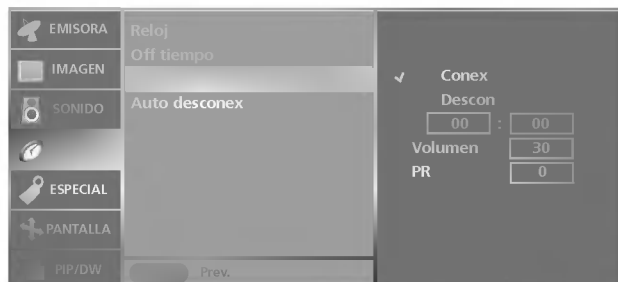 EMISORA
IMAGEN
SONIDO
ESPECIAL
PANTALLA
PIP/DW
Reloj
Off tiempo
Auto desconex
Prev.
Conex
Descon
00 : 00
Volumen 30
PR 0